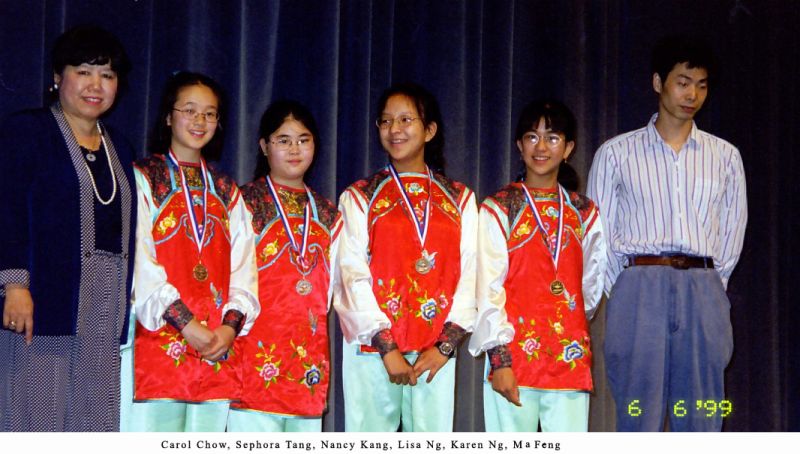 6 6 '99
Carol Chow, Sephora Tang, Nancy Kang, Lisa Ng, Karen Ng, Ma Feng